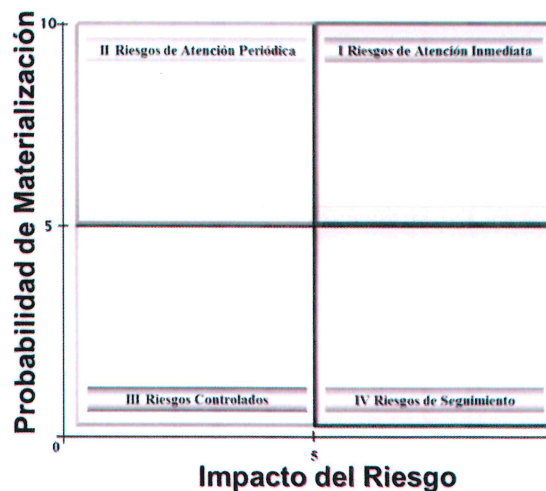 Probabilidad de Materialización
10
II Riesgos de Atención Periódica
I Riesgos de Atención Inmediata
5
III Riesgos Controlados
IV Riesgos de Seguimiento
0
5
Impacto del Riesgo